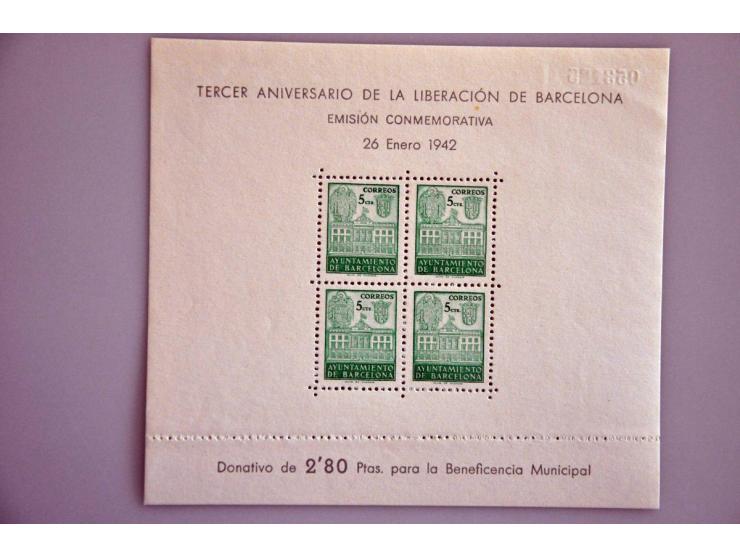 TERCER ANIVERSARIO DE LA LIBERACIÓN DE BARCELONA
EMISIÓN CONMEMORATIVA
26 Enero 1942
CORREOS
5 CTS.
AYUNTAMIENTO
DE BARCELONA
CORREOS
5 CTS.
AYUNTAMIENTO
DE BARCELONA
CORREOS
5 CTS.
AYUNTAMIENTO
DE BARCELONA
CORREOS
5 CTS.
AYUNTAMIENTO
DE BARCELONA
Donativo de 2'80 Ptas. para la Beneficencia Municipal